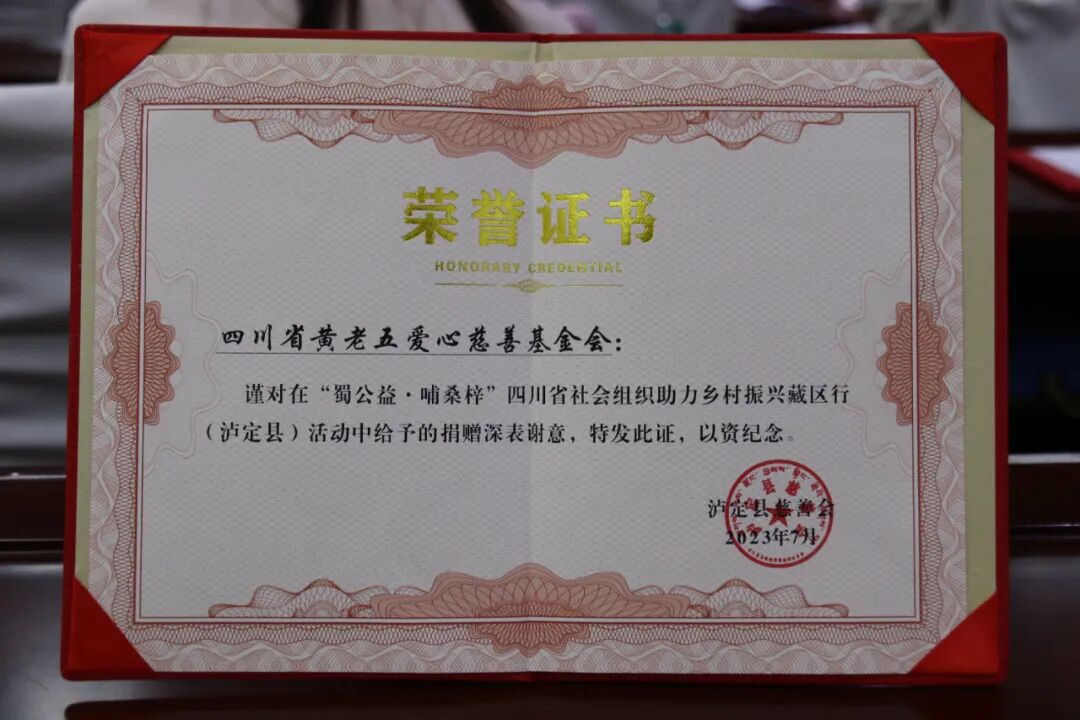 荣誉证书
HONORARY CREDENTIAL
四川省黄老五爱心慈善基金会：
谨对在“蜀公益·哺桑梓”四川省社会组织助力乡村振兴藏区行
（泸定县）活动中给予的捐赠深表谢意，特发此证，以资纪念。
泸定县慈善会
2023年7月